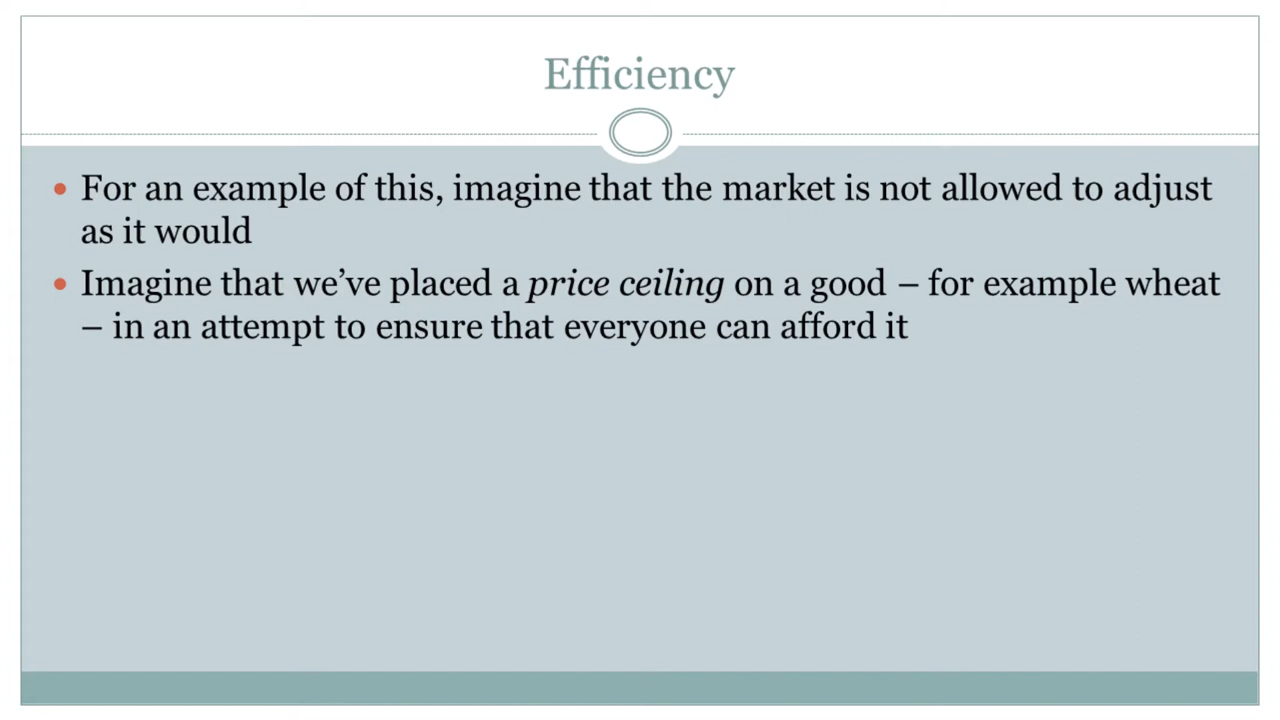 Efficiency
• For an example of this, imagine that the market is not allowed to adjust
as it would
• Imagine that we’ve placed a price ceiling on a good – for example wheat
– in an attempt to ensure that everyone can afford it